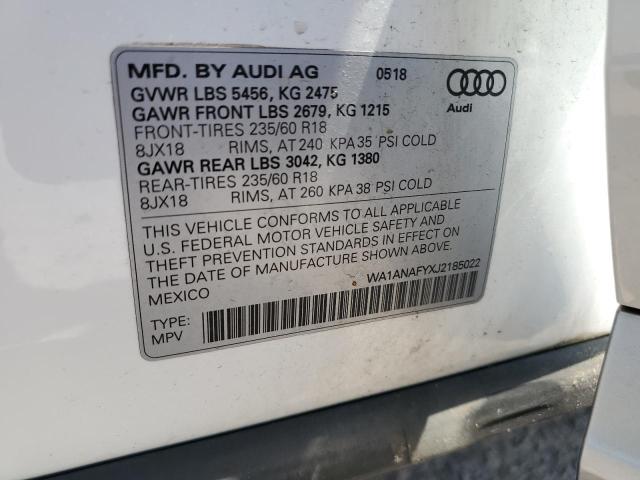 MFD. BY AUDI AG 0518
GVWR LBS 5456, KG 2475
GAWR FRONT LBS 2679, KG 1215
FRONT-TIRES 235/60 R18
8JX18 RIMS, AT 240 KPA 35 PSI COLD
GAWR REAR LBS 3042, KG 1380
REAR-TIRES 235/60 R18
8JX18 RIMS, AT 260 KPA 38 PSI COLD
Audi
THIS VEHICLE CONFORMS TO ALL APPLICABLE
U.S. FEDERAL MOTOR VEHICLE SAFETY AND
THEFT PREVENTION STANDARDS IN EFFECT ON
THE DATE OF MANUFACTURE SHOWN ABOVE.
MEXICO
WA1ANAFYXJ2185022
TYPE:
MPV